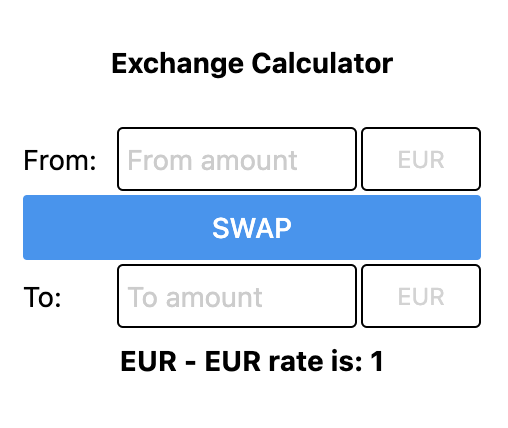 Exchange Calculator
From: From amount EUR
SWAP
To: To amount EUR
EUR - EUR rate is: 1